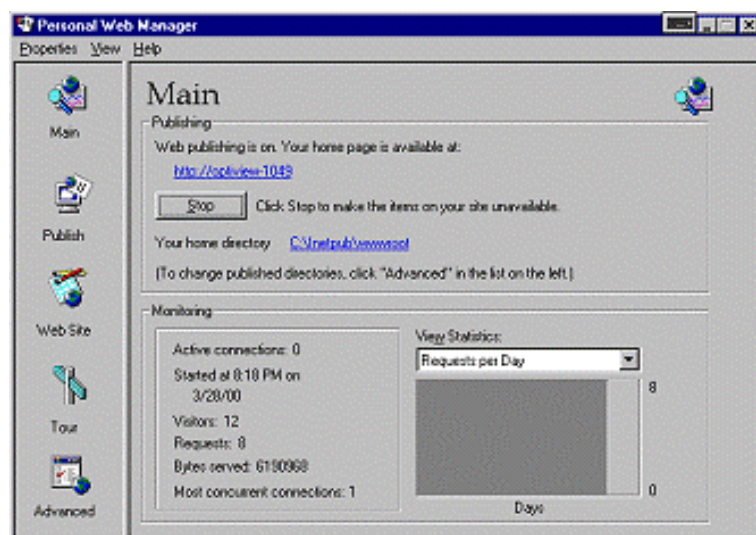 Personal Web Manager
Properties View Help
Main
Main
Publishing
Web publishing is on. Your home page is available at:
http://optiview-1049
Stop Click Stop to make the items on your site unavailable.
Publish
Your home directory C:\Inetpub\wwwroot
(To change published directories, click "Advanced" in the list on the left.)
Web Site
Monitoring
Active connections: 0
Started at 8:18 PM on
3/28/00
Visitors: 12
Requests: 8
Bytes served: 6190968
Most concurrent connections: 1
View Statistics:
Requests per Day
8
0
Days
Tour
Advanced